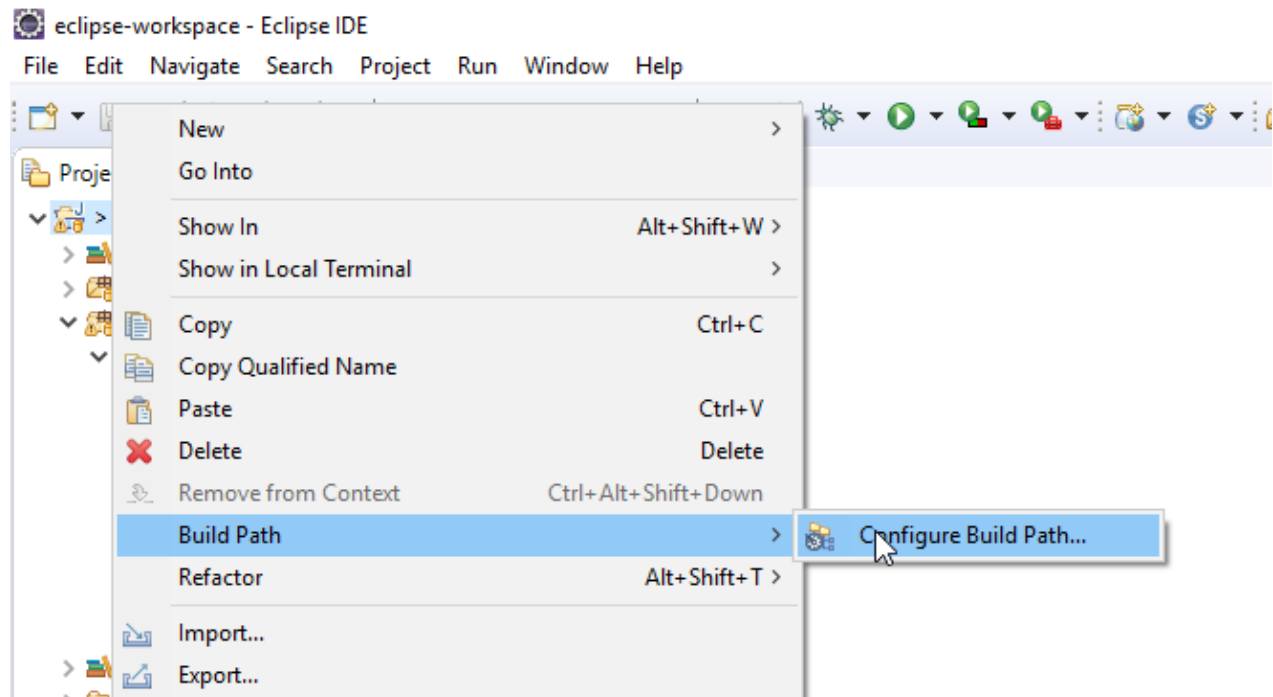 eclipse-workspace - Eclipse IDE
File Edit Navigate Search Project Run Window Help
New
Proje
Go Into
>
Show In Alt+Shift+W
Show in Local Terminal
Copy Ctrl+C
Copy Qualified Name
Paste Ctrl+V
Delete Delete
Remove from Context Ctrl+Alt+Shift+Down
Build Path Configure Build Path...
Refactor Alt+Shift+T
Import...
Export...